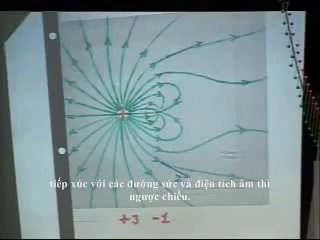 tiếp xúc với các đường sức và điện tích âm thì
ngược chiều.
+3 -1